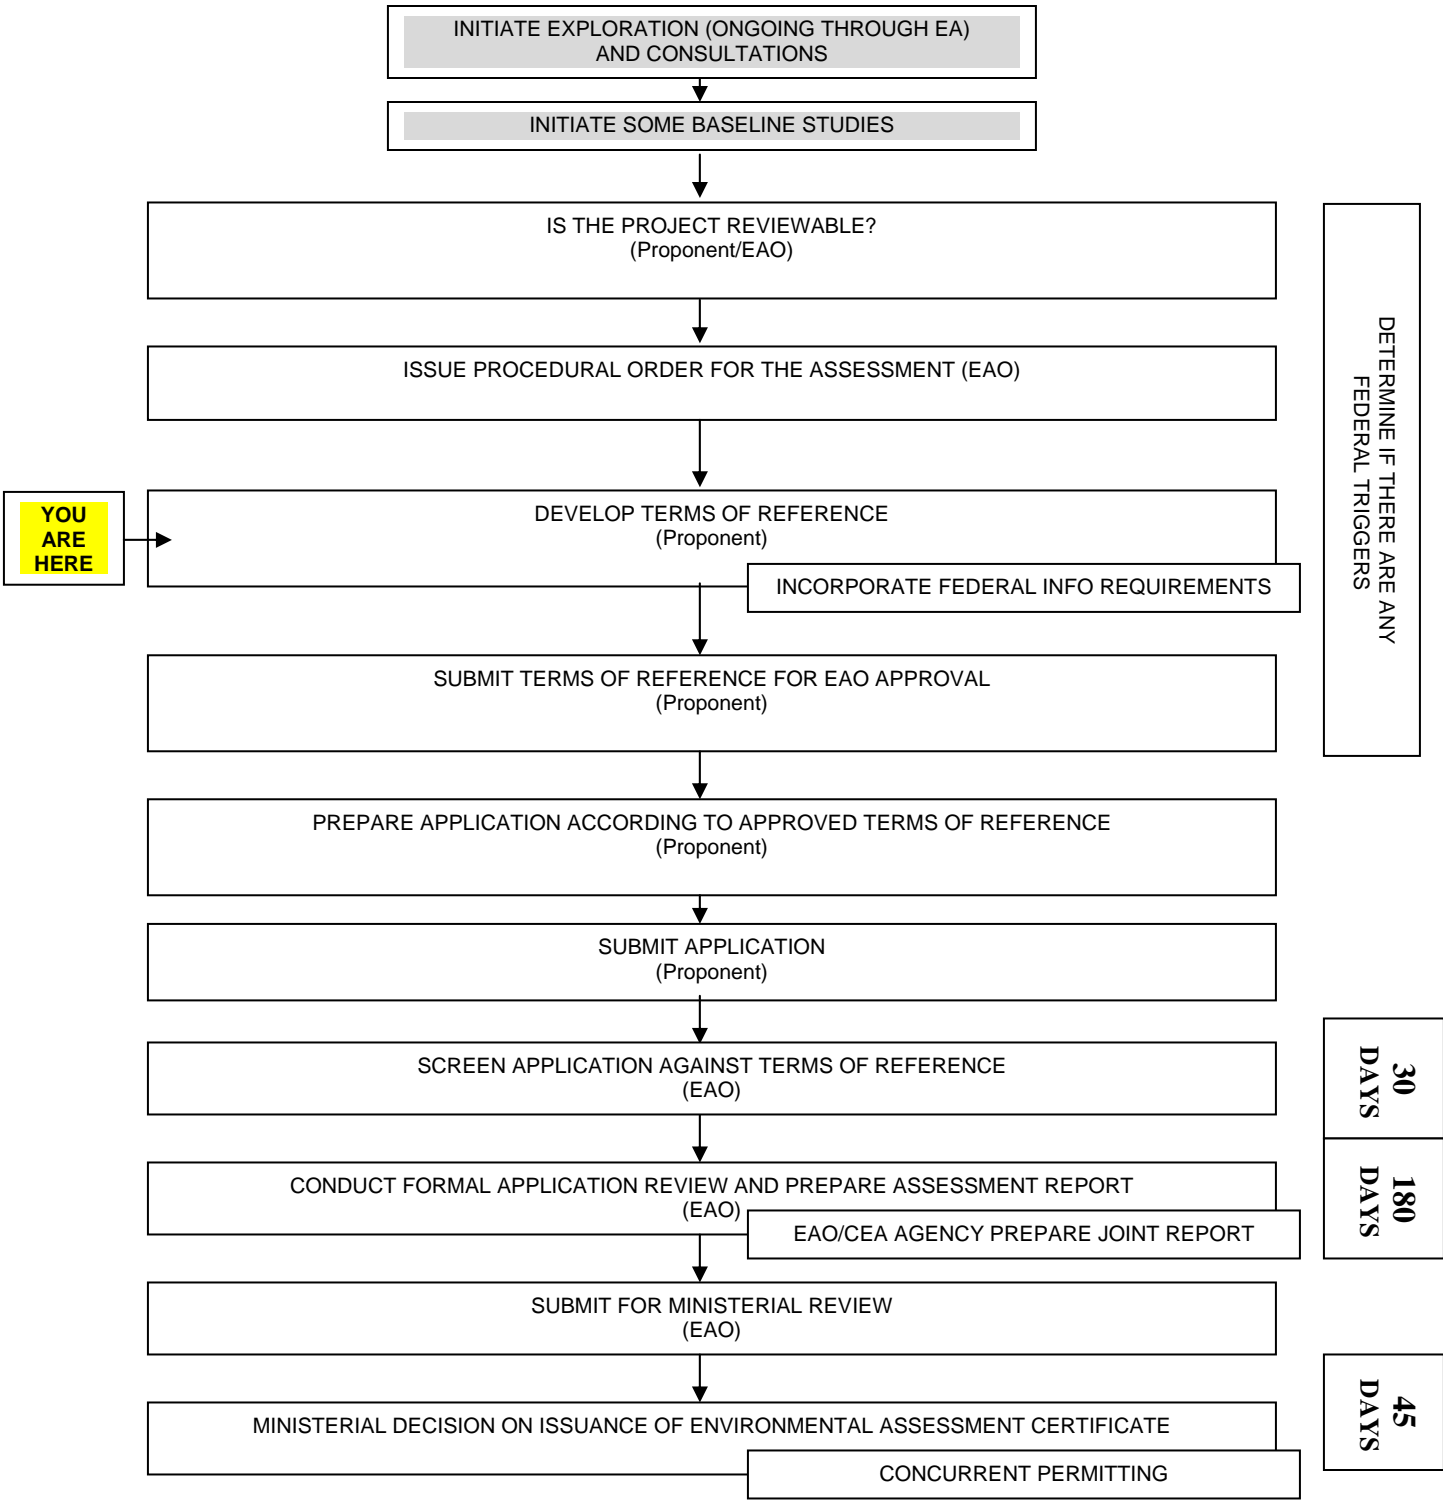 INITIATE EXPLORATION (ONGOING THROUGH EA)
AND CONSULTATIONS
INITIATE SOME BASELINE STUDIES
IS THE PROJECT REVIEWABLE?
(Proponent/EAO)
ISSUE PROCEDURAL ORDER FOR THE ASSESSMENT (EAO)
DETERMINE IF THERE ARE ANY
FEDERAL TRIGGERS
YOU
ARE
HERE
DEVELOP TERMS OF REFERENCE
(Proponent)
INCORPORATE FEDERAL INFO REQUIREMENTS
SUBMIT TERMS OF REFERENCE FOR EAO APPROVAL
(Proponent)
PREPARE APPLICATION ACCORDING TO APPROVED TERMS OF REFERENCE
(Proponent)
SUBMIT APPLICATION
(Proponent)
SCREEN APPLICATION AGAINST TERMS OF REFERENCE
(EAO)
30
DAYS
CONDUCT FORMAL APPLICATION REVIEW AND PREPARE ASSESSMENT REPORT
(EAO)
EAO/CEA AGENCY PREPARE JOINT REPORT
180
DAYS
SUBMIT FOR MINISTERIAL REVIEW
(EAO)
MINISTERIAL DECISION ON ISSUANCE OF ENVIRONMENTAL ASSESSMENT CERTIFICATE
CONCURRENT PERMITTING
45
DAYS